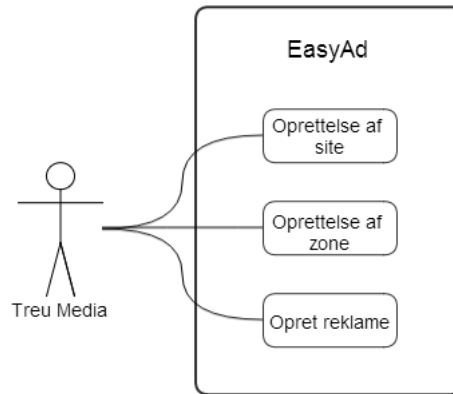 EasyAd
Oprettelse af
site
Oprettelse af
zone
Opret reklame
Treu Media